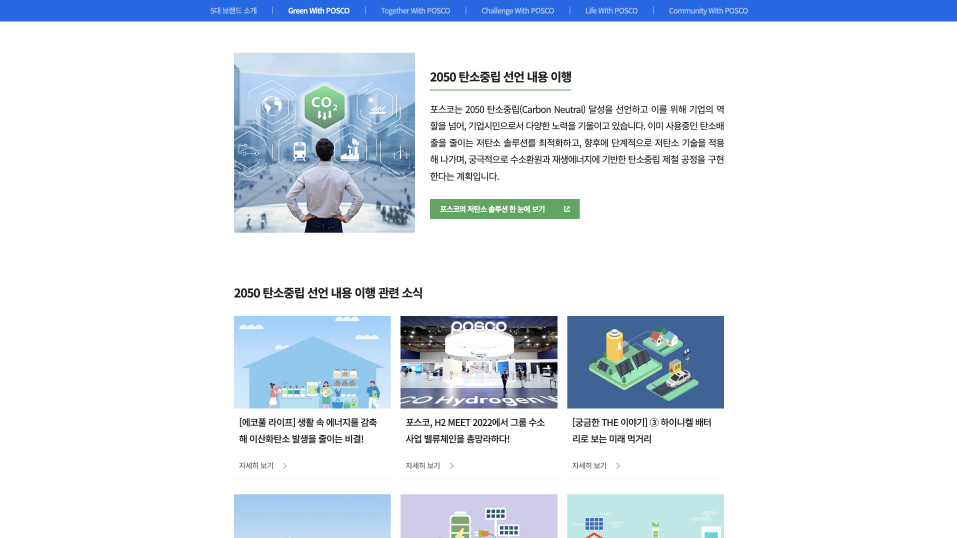 5대 브랜드 소개
Green With POSCO
Together With POSCO
Challenge With POSCO
Life With POSCO
Community With POSCO
CO2
2050 탄소중립 선언 내용 이행
포스코는 2050 탄소중립(Carbon Neutral) 달성을 선언하고 이를 위해 기업의 역
할을 넘어, 기업시민으로서 다양한 노력을 기울이고 있습니다. 이미 사용중인 탄소배
출을 줄이는 저탄소 솔루션를 최적화하고, 향후에 단계적으로 저탄소 기술을 적용
해 나가며, 궁극적으로 수소환원과 재생에너지에 기반한 탄소중립 제철 공정을 구현
한다는 계획입니다.
포스코의 저탄소 솔루션 한 눈에 보기
2050 탄소중립 선언 내용 이행 관련 소식
posco
CO Hydrogen
[에코풀 라이프] 생활 속 에너지를 감축
해 이산화탄소 발생을 줄이는 비결!
자세히 보기
포스코, H2 MEET 2022에서 그룹 수소
사업 밸류체인을 총망라하다!
자세히 보기
[궁금한 THE 이야기] ③ 하이니켈 배터
리로 보는 미래 먹거리
자세히 보기